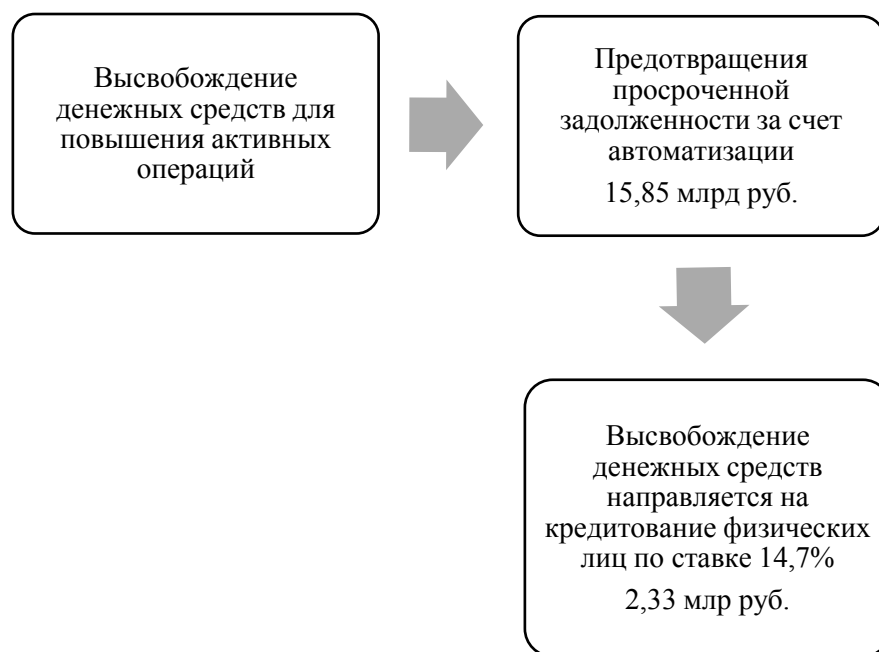 Высвобождение
денежных средств для
повышения активных
операций
Предотвращения
просроченной
задолженности за счет
автоматизации
15,85 млрд руб.
Высвобождение
денежных средств
направляется на
кредитование физических
лиц по ставке 14,7%
2,33 млр руб.